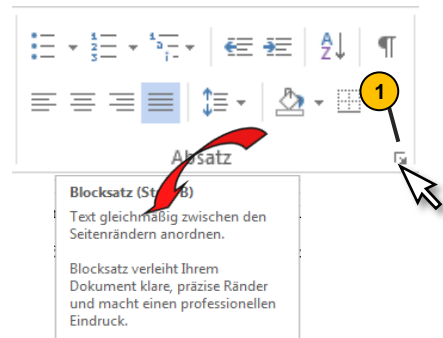 1
Absatz
Blocksatz (St B)
Text gleichmäßig zwischen den
Seitenrändern anordnen.
Blocksatz verleiht Ihrem
Dokument klare, präzise Ränder
und macht einen professionellen
Eindruck.